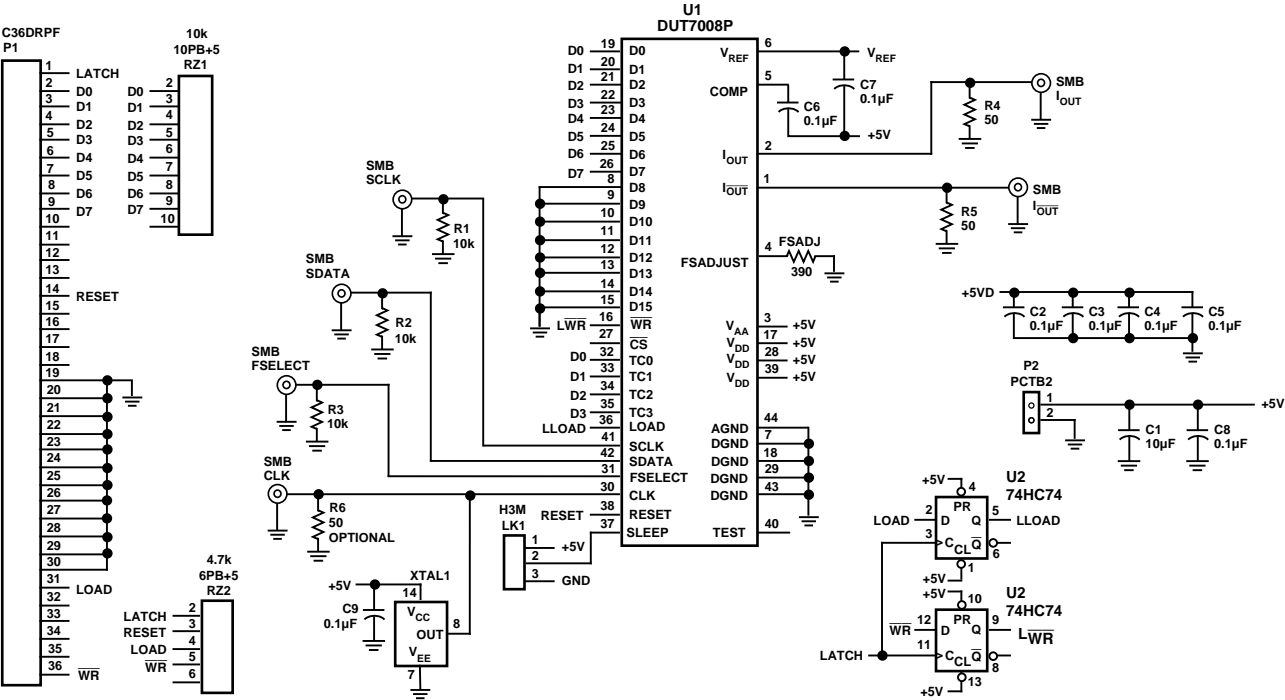 C36DRPF
P1
1
LATCH
2
D0
3
D1
4
D2
5
D3
6
D4
7
D5
8
D6
9
D7
10
11
12
13
14
RESET
15
16
17
18
19
20
21
22
23
24
25
26
27
28
29
30
31
LOAD
32
33
34
35
36
WR
10k
10PB+5
RZ1
D0 2
D1 3
D2 4
D3 5
D4 6
D5 7
D6 8
D7 9
10
4.7k
6PB+5
RZ2
LATCH 2
RESET 3
LOAD 4
WR 5
6
SMB
SCLK
R1
10k
SMB
SDATA
R2
10k
SMB
FSELECT
R3
10k
SMB
CLK
R6
50
OPTIONAL
+5V
C9
0.1µF
XTAL1
14
VCC
OUT
8
VEE
7
H3M
LK1
1
+5V
2
3
GND
U1
DUT7008P
D0 19 D0
D1 20 D1
D2 21 D2
D3 22 D3
D4 23 D4
D5 24 D5
D6 25 D6
D7 26 D7
8 D8
9 D9
10 D10
11 D11
12 D12
13 D13
14 D14
15 D15
LWR 16 WR
27 CS
D0 32 TC0
D1 33 TC1
D2 34 TC2
D3 35 TC3
LLOAD 36 LOAD
41 SCLK
42 SDATA
31 FSELECT
30 CLK
RESET 38 RESET
37 SLEEP
VREF 6 VREF
COMP 5
C6
0.1µF
C7
0.1µF
+5V
IOUT 2
R4
50
SMB
IOUT
IOUT 1
R5
50
SMB
IOUT
FSADJUST 4
FSADJ
390
VAA 3 +5V
VDD 17 +5V
VDD 28 +5V
VDD 39 +5V
AGND 44
DGND 7
DGND 18
DGND 29
DGND 43
TEST 40
+5VD
C2
0.1µF
C3
0.1µF
C4
0.1µF
C5
0.1µF
P2
PCTB2
1
2
+5V
C1
10µF
C8
0.1µF
U2
74HC74
+5V 4
PR
LOAD 2 D Q 5 LLOAD
3 C CL Q 6
+5V 1
U2
74HC74
+5V 10
PR
WR 12 D Q 9 LWR
LATCH 11 C CL Q 8
+5V 13